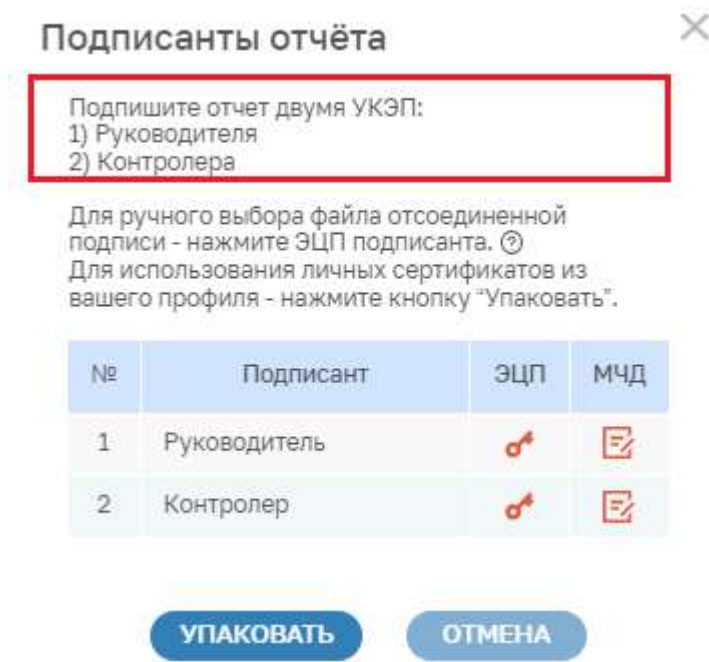 Подписанты отчёта
Подпишите отчет двумя УКЭП:
1) Руководителя
2) Контролера
Для ручного выбора файла отсоединенной
подписи - нажмите ЭЦП подписанта. ?
Для использования личных сертификатов из
вашего профиля - нажмите кнопку "Упаковать".
№ Подписант ЭЦП МЧД
1 Руководитель
2 Контролер
УПАКОВАТЬ ОТМЕНА